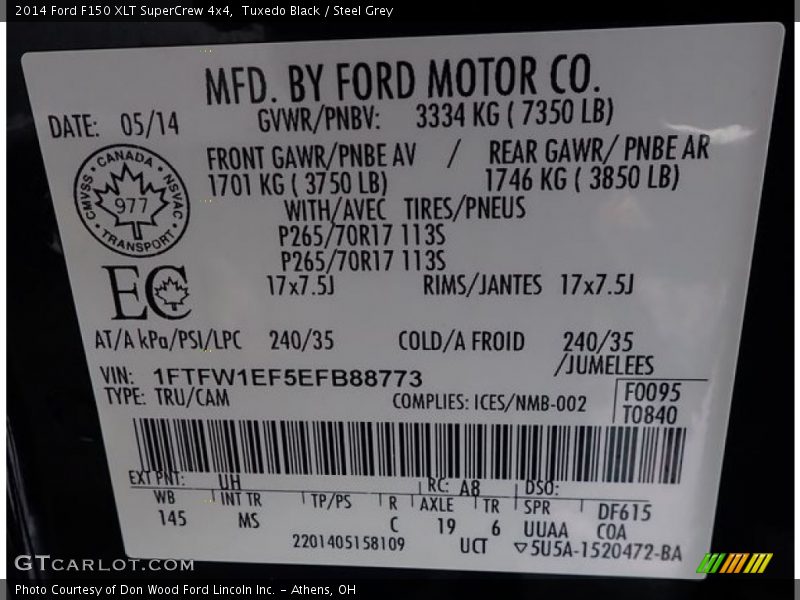 2014 Ford F150 XLT SuperCrew 4x4, Tuxedo Black / Steel Grey
MFD. BY FORD MOTOR CO.
DATE: 05/14 GVWR/PNBV: 3334 KG ( 7350 LB)
FRONT GAWR/PNBE AV / REAR GAWR/ PNBE AR
1701 KG ( 3750 LB) 1746 KG ( 3850 LB)
WITH/AVEC TIRES/PNEUS
P265/70R17 113S
P265/70R17 113S
17x7.5J RIMS/JANTES 17x7.5J
CANADA
CMVSS • NSVAC
977
TRANSPORT
EC
AT/A kPa/PSI/LPC 240/35 COLD/A FROID 240/35
/JUMELEES
VIN: 1FTFW1EF5EFB88773
TYPE: TRU/CAM COMPLIES: ICES/NMB-002
F0095
T0840
EXT PNT: UH RC: A8 DSO:
WB INT TR TP/PS R AXLE TR SPR DF615
145 MS C 19 6 UUAA C0A
2201405158109 UCT ▽5U5A-1520472-BA
GTCARLOT.COM
Photo Courtesy of Don Wood Ford Lincoln Inc. - Athens, OH